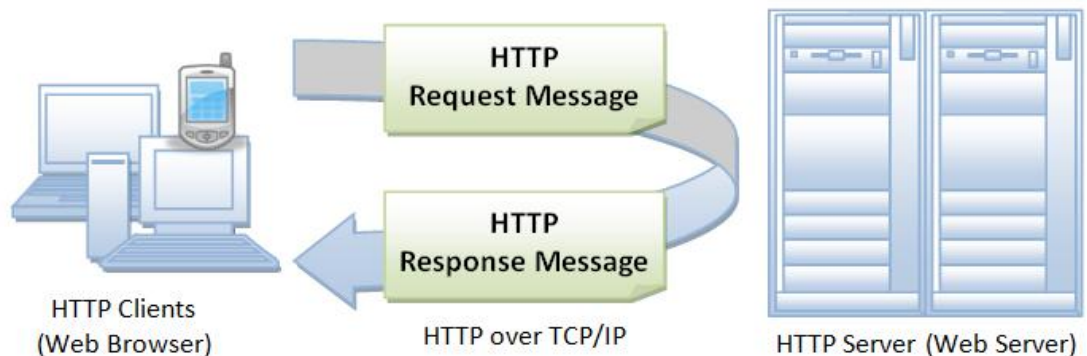 HTTP
Request Message
HTTP
Response Message
HTTP Clients
(Web Browser)
HTTP over TCP/IP
HTTP Server (Web Server)